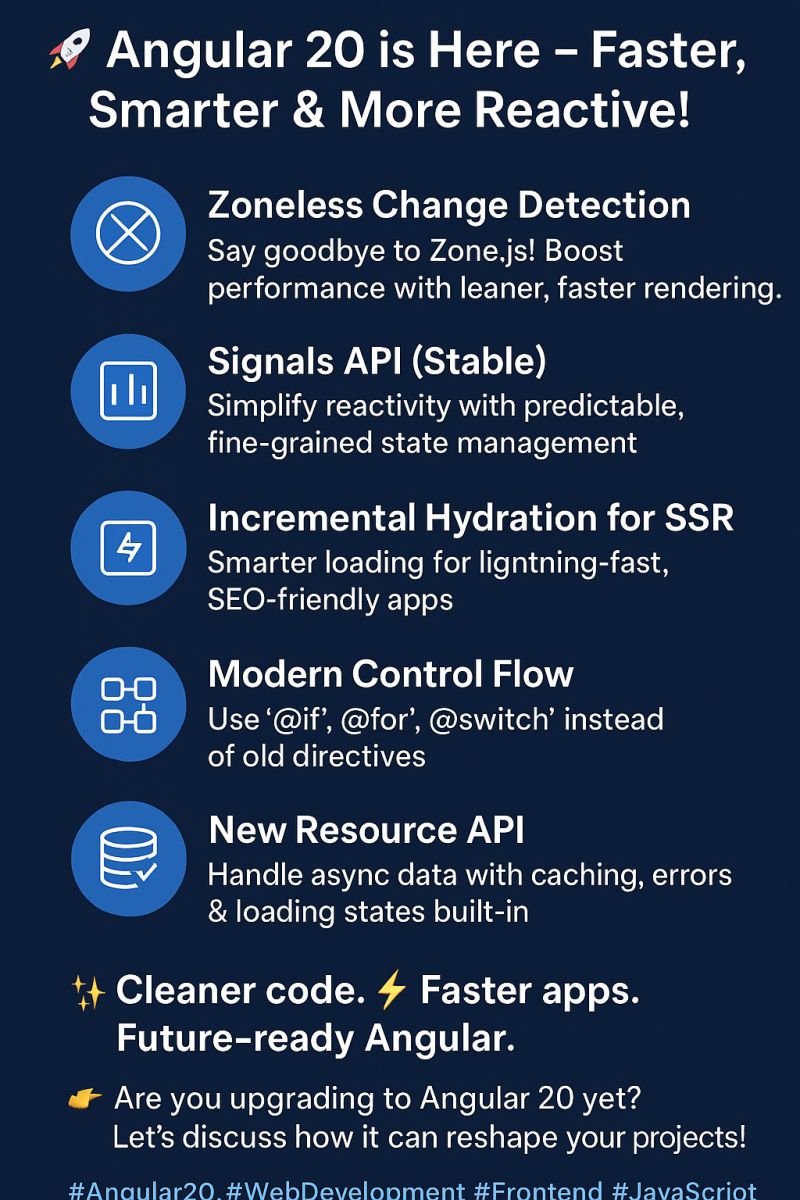 🚀 Angular 20 is Here – Faster,
Smarter & More Reactive!
Zoneless Change Detection
Say goodbye to Zone.js! Boost
performance with leaner, faster rendering.
Signals API (Stable)
Simplify reactivity with predictable,
fine-grained state management
Incremental Hydration for SSR
Smarter loading for ligntning-fast,
SEO-friendly apps
Modern Control Flow
Use ‘@if’, @for’, @switch’ instead
of old directives
New Resource API
Handle async data with caching, errors
& loading states built-in
✨ Cleaner code. ⚡ Faster apps.
Future-ready Angular.
👉 Are you upgrading to Angular 20 yet?
Let’s discuss how it can reshape your projects!
#Angular20, #WebDevelopment #Frontend #JavaScript